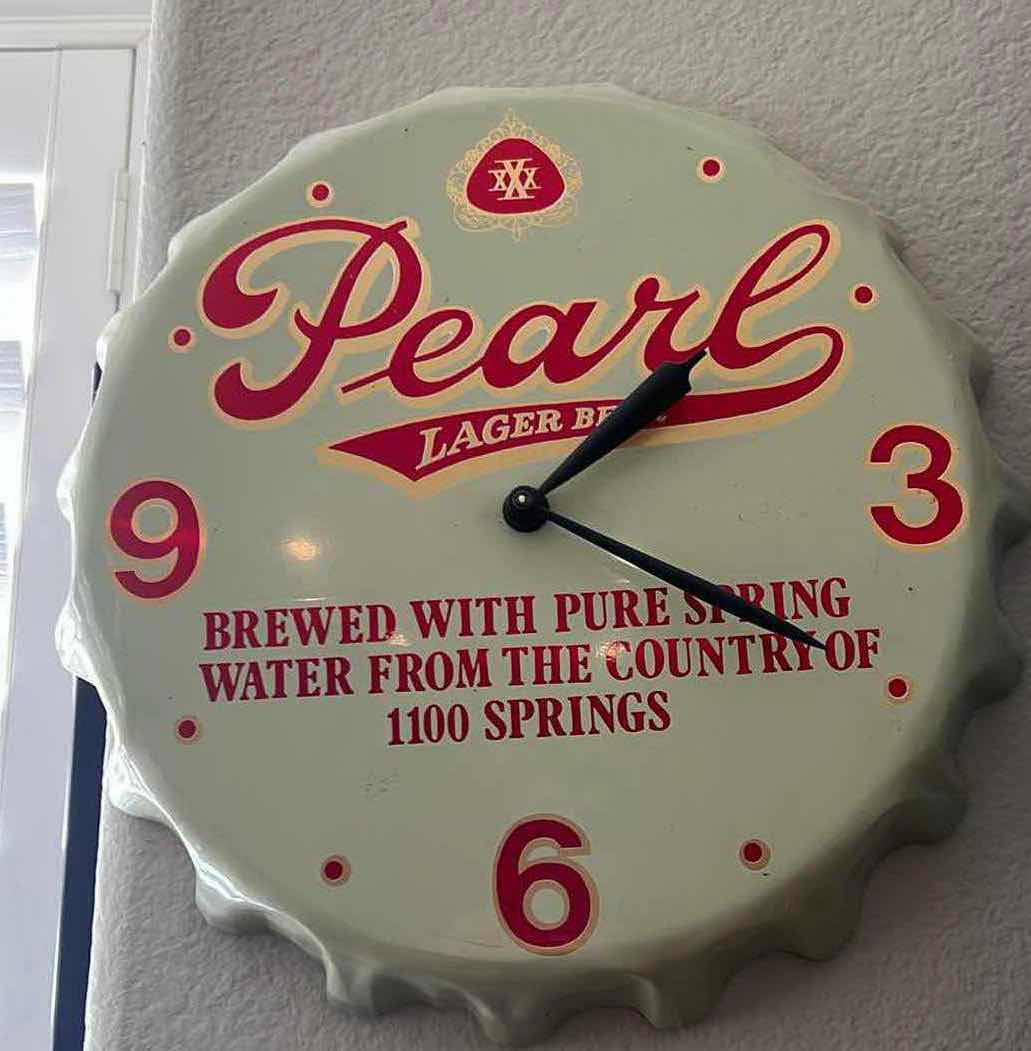 XXX
Pearl
LAGER
9
3
BREWED WITH PURE SPRING
WATER FROM THE COUNTRY OF
1100 SPRINGS
6